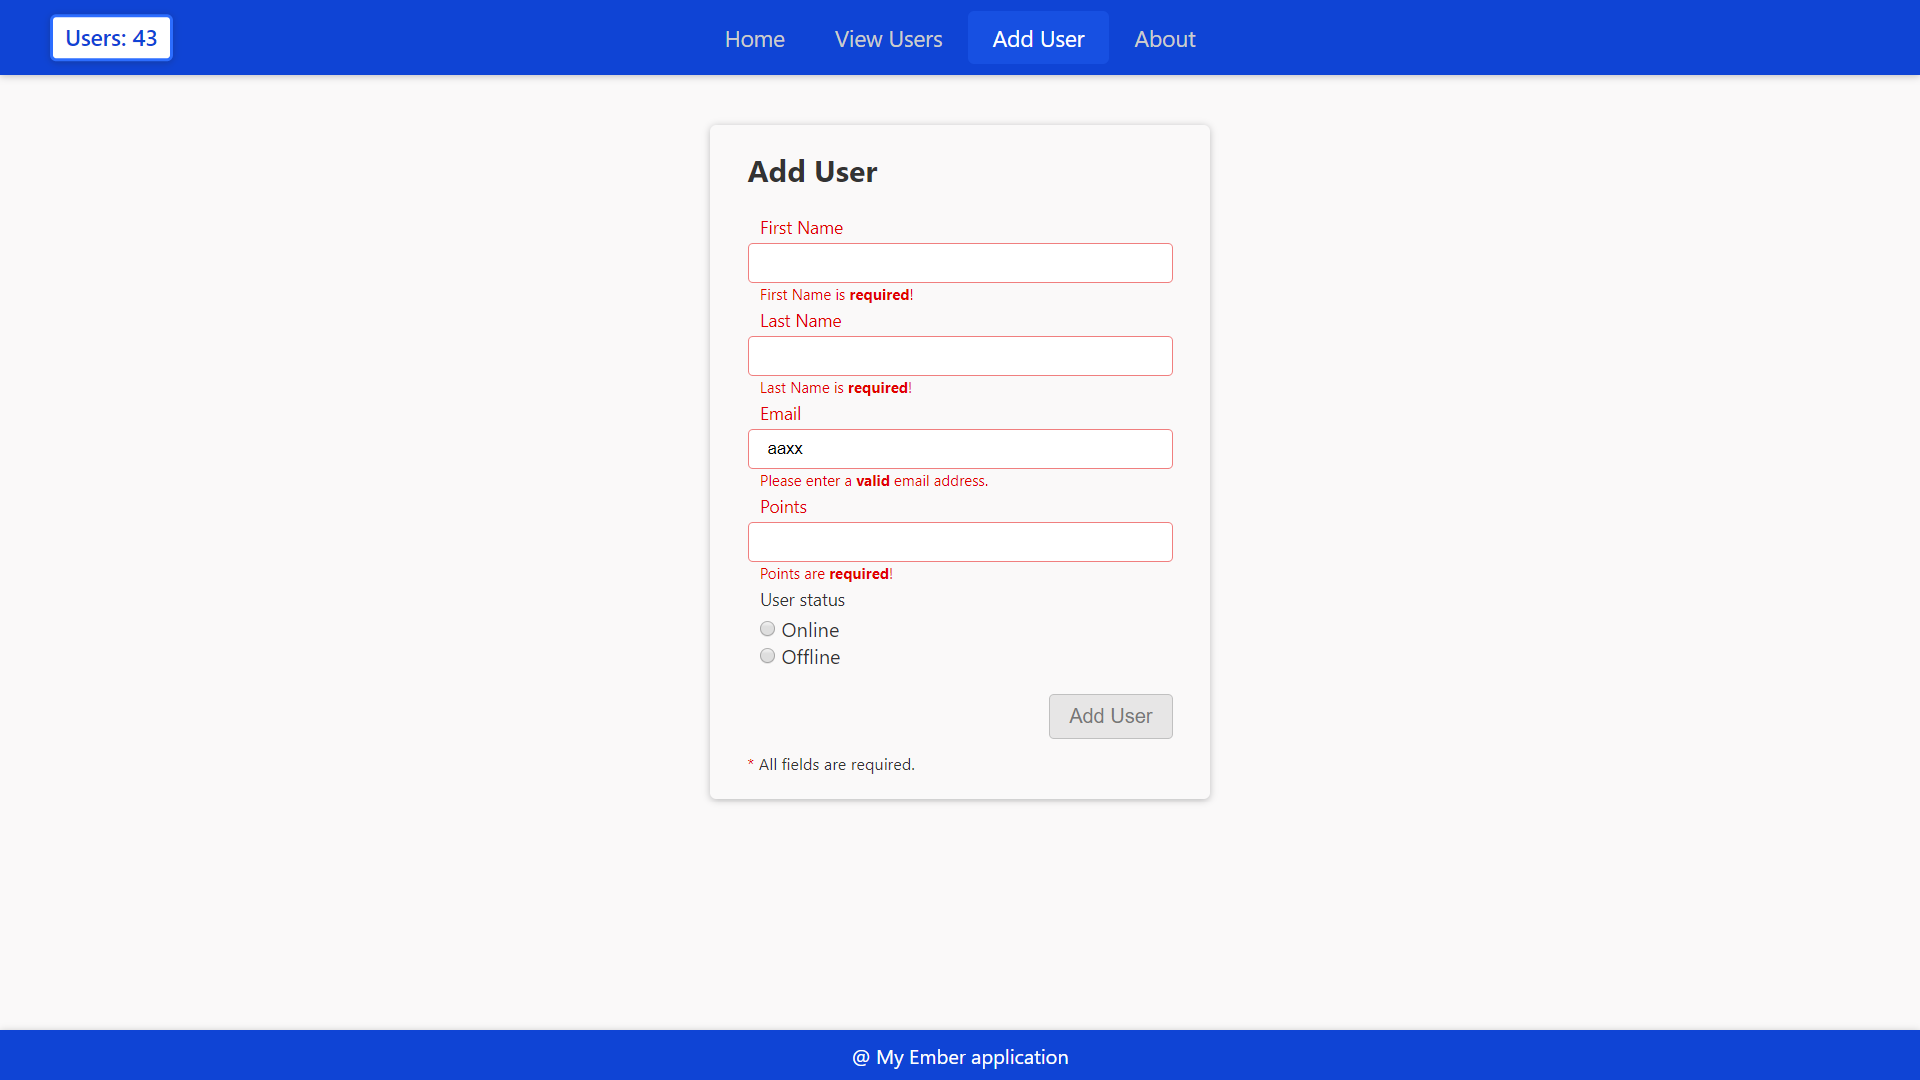 Users: 43
Home View Users Add User About
Add User
First Name
First Name is required!
Last Name
Last Name is required!
Email
aaxx
Please enter a valid email address.
Points
Points are required!
User status
Online
Offline
Add User
* All fields are required.
@ My Ember application